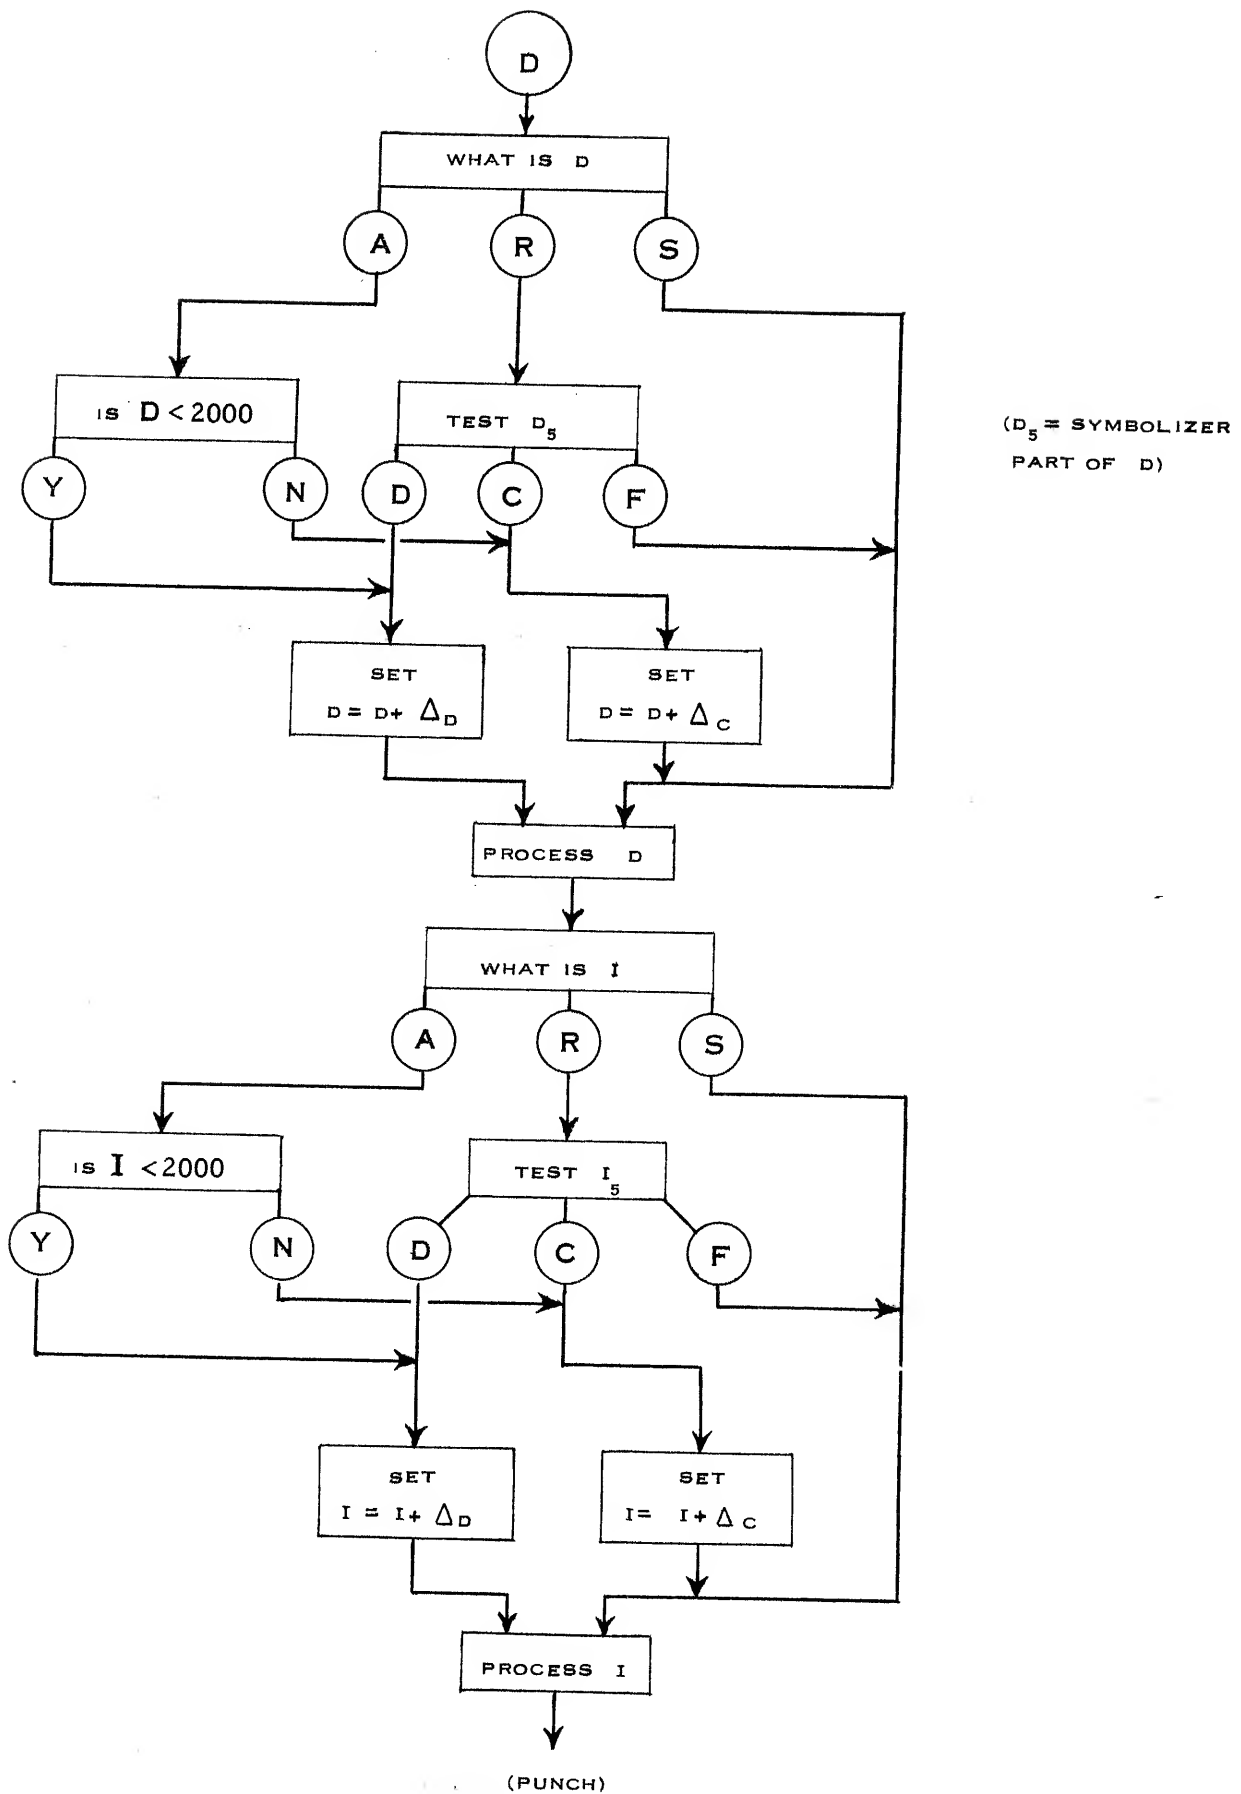 D
WHAT IS D
A
R
S
IS D < 2000
TEST D5
(D5 = SYMBOLIZER
PART OF D)
Y
N
D
C
F
SET
D = D + ΔD
SET
D = D + ΔC
PROCESS D
WHAT IS I
A
R
S
IS I < 2000
TEST I5
Y
N
D
C
F
SET
I = I + ΔD
SET
I = I + ΔC
PROCESS I
(PUNCH)